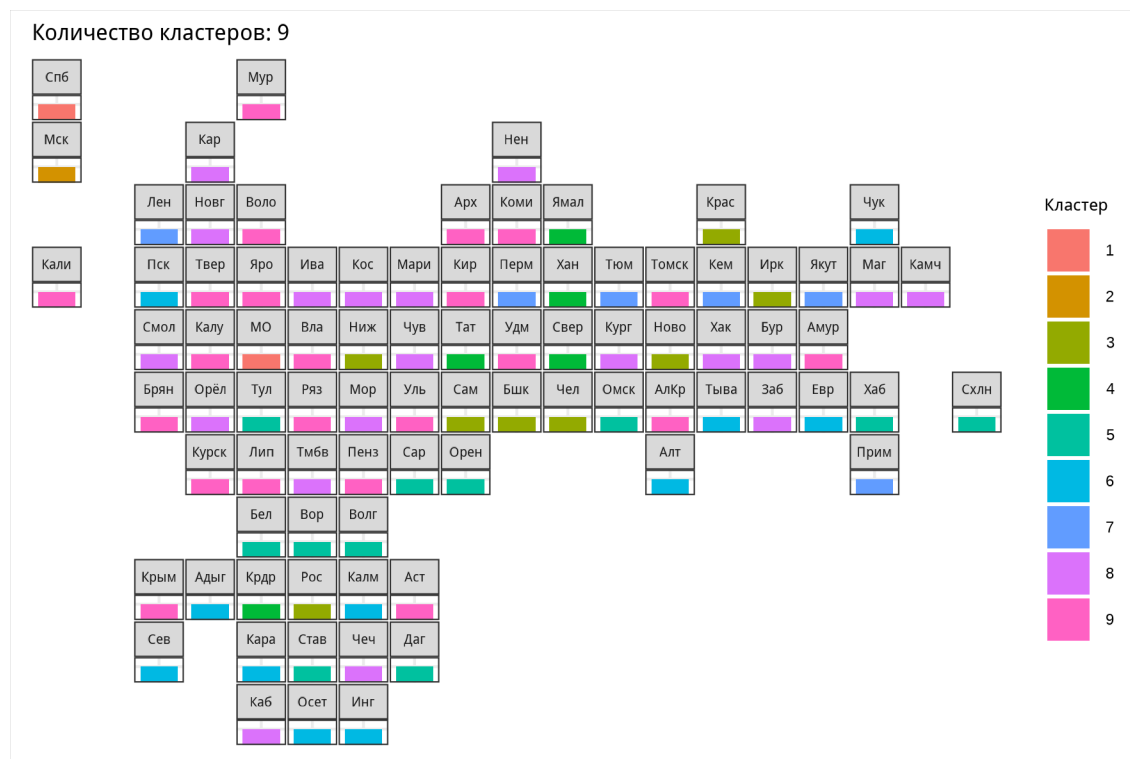 Количество кластеров: 9
Спб Мур
Мск Кар Нен
Лен Новг Воло Арх Коми Ямал Крас Чук
Кали Пск Твер Яро Ива Кос Мари Кир Перм Хан Тюм Томск Кем Ирк Якут Маг Камч
Смол Калу МО Вла Ниж Чув Тат Удм Свер Кург Ново Хак Бур Амур
Брян Орёл Тул Ряз Мор Уль Сам Бшк Чел Омск АлКр Тыва Заб Евр Хаб Схлн
Курск Лип Тмбв Пенз Сар Орен Алт Прим
Бел Вор Волг
Крым Адыг Крдр Рос Калм Аст
Сев Кара Став Чеч Даг
Каб Осет Инг
Кластер
1
2
3
4
5
6
7
8
9